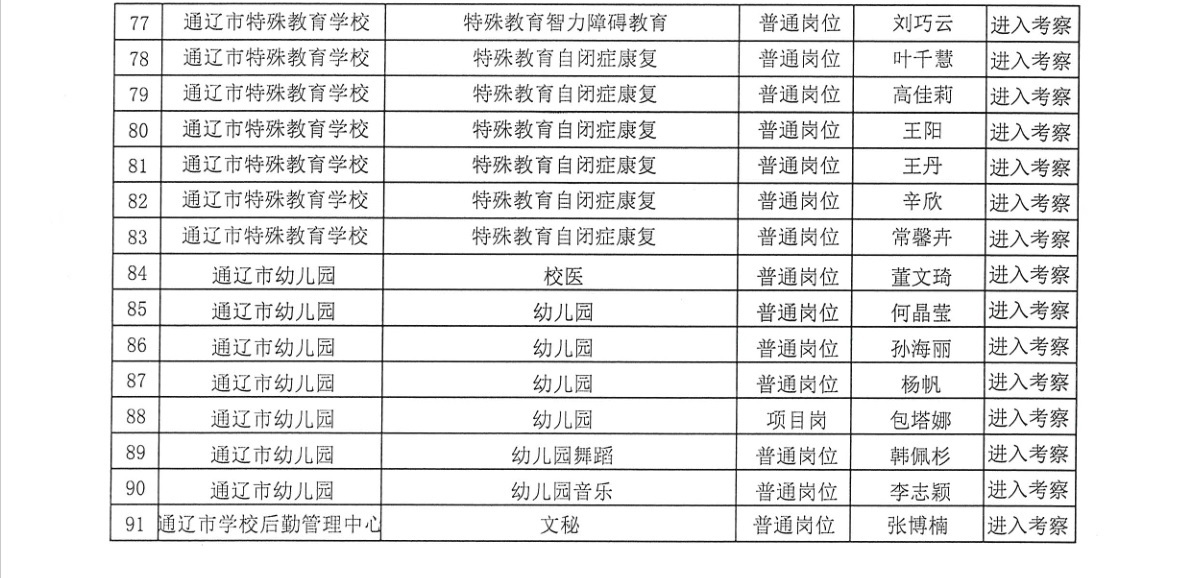 77 通辽市特殊教育学校 特殊教育智力障碍教育 普通岗位 刘巧云 进入考察
78 通辽市特殊教育学校 特殊教育自闭症康复 普通岗位 叶千慧 进入考察
79 通辽市特殊教育学校 特殊教育自闭症康复 普通岗位 高佳莉 进入考察
80 通辽市特殊教育学校 特殊教育自闭症康复 普通岗位 王阳 进入考察
81 通辽市特殊教育学校 特殊教育自闭症康复 普通岗位 王丹 进入考察
82 通辽市特殊教育学校 特殊教育自闭症康复 普通岗位 辛欣 进入考察
83 通辽市特殊教育学校 特殊教育自闭症康复 普通岗位 常馨卉 进入考察
84 通辽市幼儿园 校医 普通岗位 董文琦 进入考察
85 通辽市幼儿园 幼儿园 普通岗位 何晶莹 进入考察
86 通辽市幼儿园 幼儿园 普通岗位 孙海丽 进入考察
87 通辽市幼儿园 幼儿园 普通岗位 杨帆 进入考察
88 通辽市幼儿园 幼儿园 项目岗 包塔娜 进入考察
89 通辽市幼儿园 幼儿园舞蹈 普通岗位 韩佩杉 进入考察
90 通辽市幼儿园 幼儿园音乐 普通岗位 李志颖 进入考察
91 通辽市学校后勤管理中心 文秘 普通岗位 张博楠 进入考察